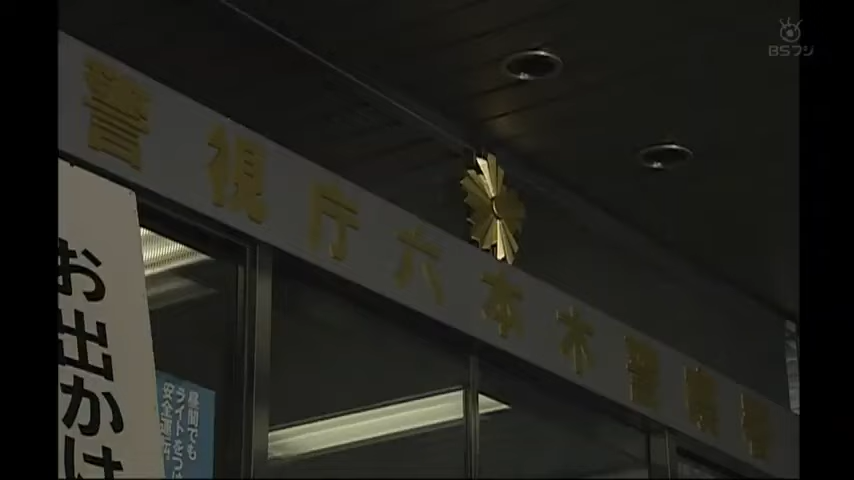 BSフジ
警視庁六本木警察署
お出かけ
昼間でも
ライトをつけ
安全運転